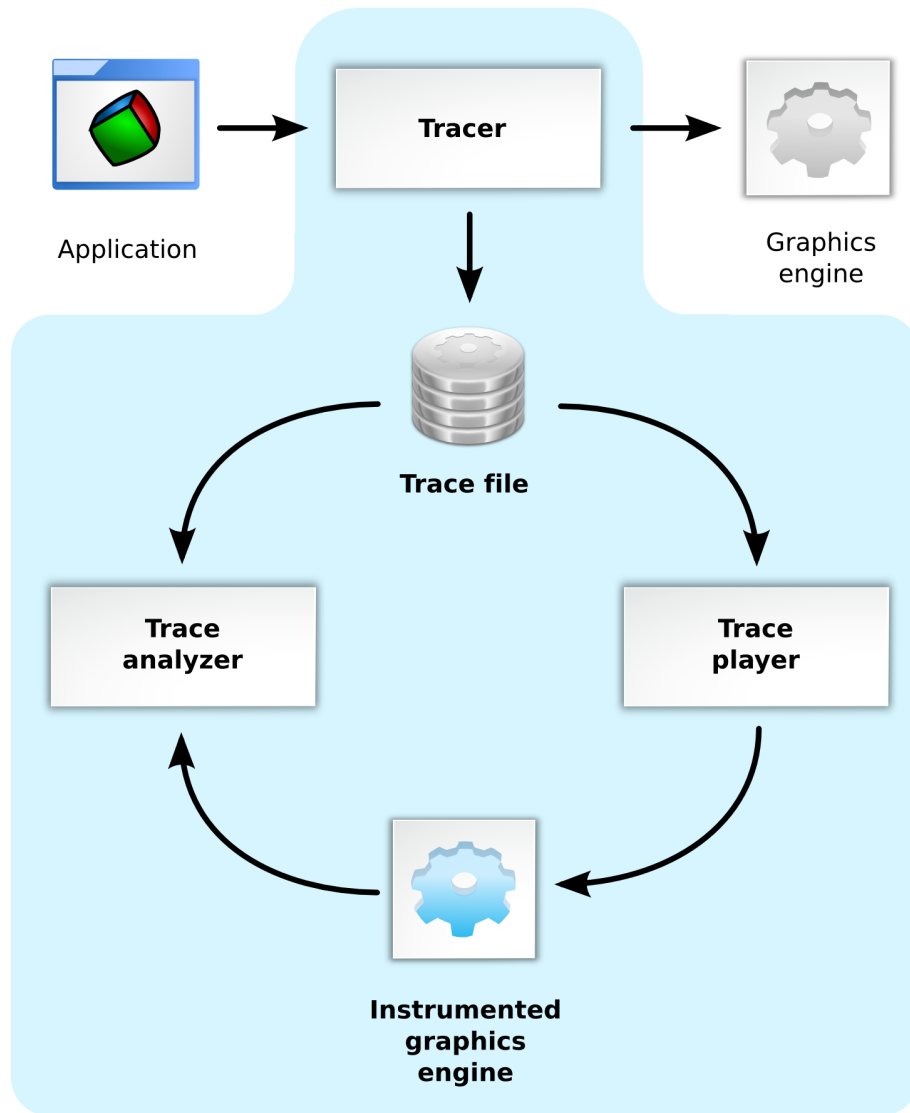 Tracer
Application
Graphics
engine
Trace file
Trace
analyzer
Trace
player
Instrumented
graphics
engine